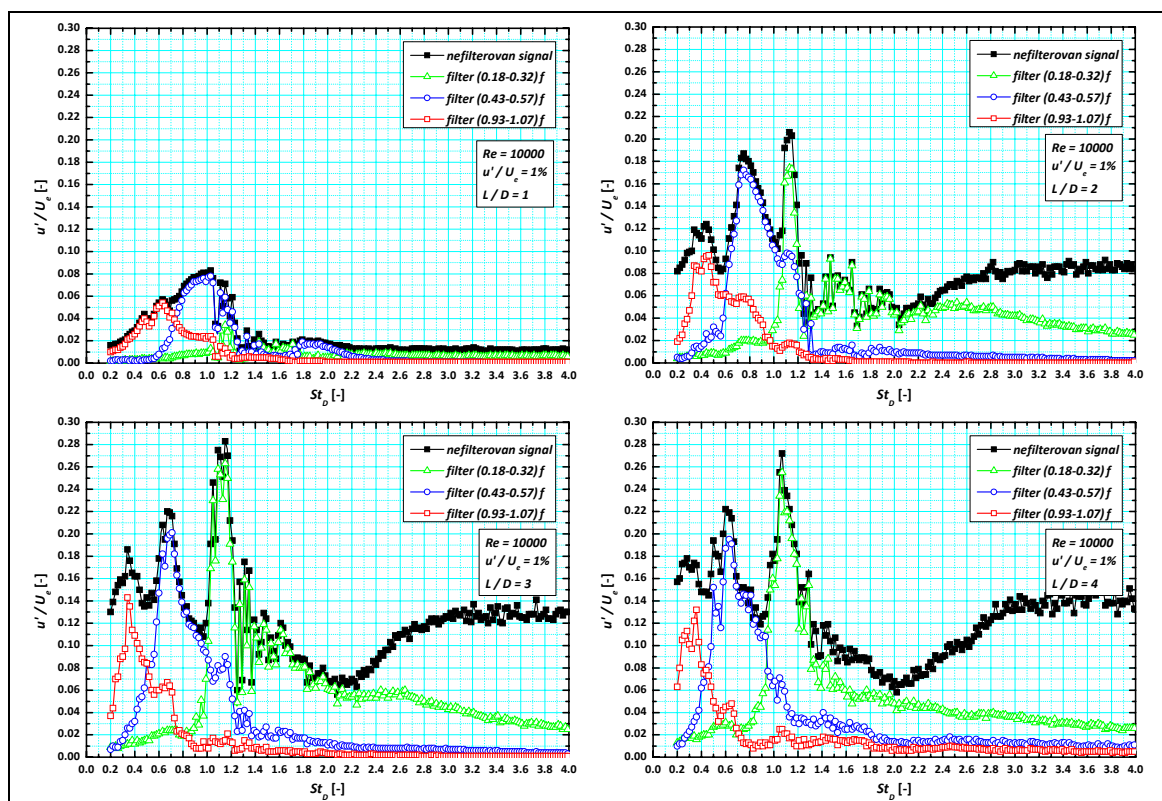 0.30
0.28
0.26
0.24
0.22
0.20
0.18
0.16
0.14
0.12
0.10
0.08
0.06
0.04
0.02
0.00
u' / U_e [-]
nefilterovan signal
filter (0.18-0.32) f
filter (0.43-0.57) f
filter (0.93-1.07) f
Re = 10000
u' / U_e = 1%
L / D = 1
0.0 0.2 0.4 0.6 0.8 1.0 1.2 1.4 1.6 1.8 2.0 2.2 2.4 2.6 2.8 3.0 3.2 3.4 3.6 3.8 4.0
St_D [-]
0.30
0.28
0.26
0.24
0.22
0.20
0.18
0.16
0.14
0.12
0.10
0.08
0.06
0.04
0.02
0.00
u' / U_e [-]
nefilterovan signal
filter (0.18-0.32) f
filter (0.43-0.57) f
filter (0.93-1.07) f
Re = 10000
u' / U_e = 1%
L / D = 2
0.0 0.2 0.4 0.6 0.8 1.0 1.2 1.4 1.6 1.8 2.0 2.2 2.4 2.6 2.8 3.0 3.2 3.4 3.6 3.8 4.0
St_D [-]
0.30
0.28
0.26
0.24
0.22
0.20
0.18
0.16
0.14
0.12
0.10
0.08
0.06
0.04
0.02
0.00
u' / U_e [-]
nefilterovan signal
filter (0.18-0.32) f
filter (0.43-0.57) f
filter (0.93-1.07) f
Re = 10000
u' / U_e = 1%
L / D = 3
0.0 0.2 0.4 0.6 0.8 1.0 1.2 1.4 1.6 1.8 2.0 2.2 2.4 2.6 2.8 3.0 3.2 3.4 3.6 3.8 4.0
St_D [-]
0.30
0.28
0.26
0.24
0.22
0.20
0.18
0.16
0.14
0.12
0.10
0.08
0.06
0.04
0.02
0.00
u' / U_e [-]
nefilterovan signal
filter (0.18-0.32) f
filter (0.43-0.57) f
filter (0.93-1.07) f
Re = 10000
u' / U_e = 1%
L / D = 4
0.0 0.2 0.4 0.6 0.8 1.0 1.2 1.4 1.6 1.8 2.0 2.2 2.4 2.6 2.8 3.0 3.2 3.4 3.6 3.8 4.0
St_D [-]